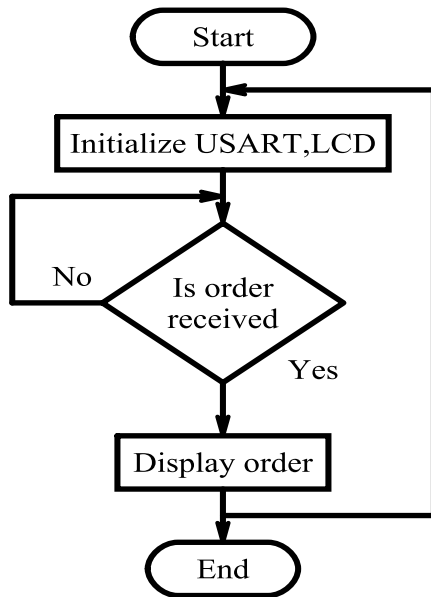 Start
Initialize USART,LCD
No
Is order
received
Yes
Display order
End